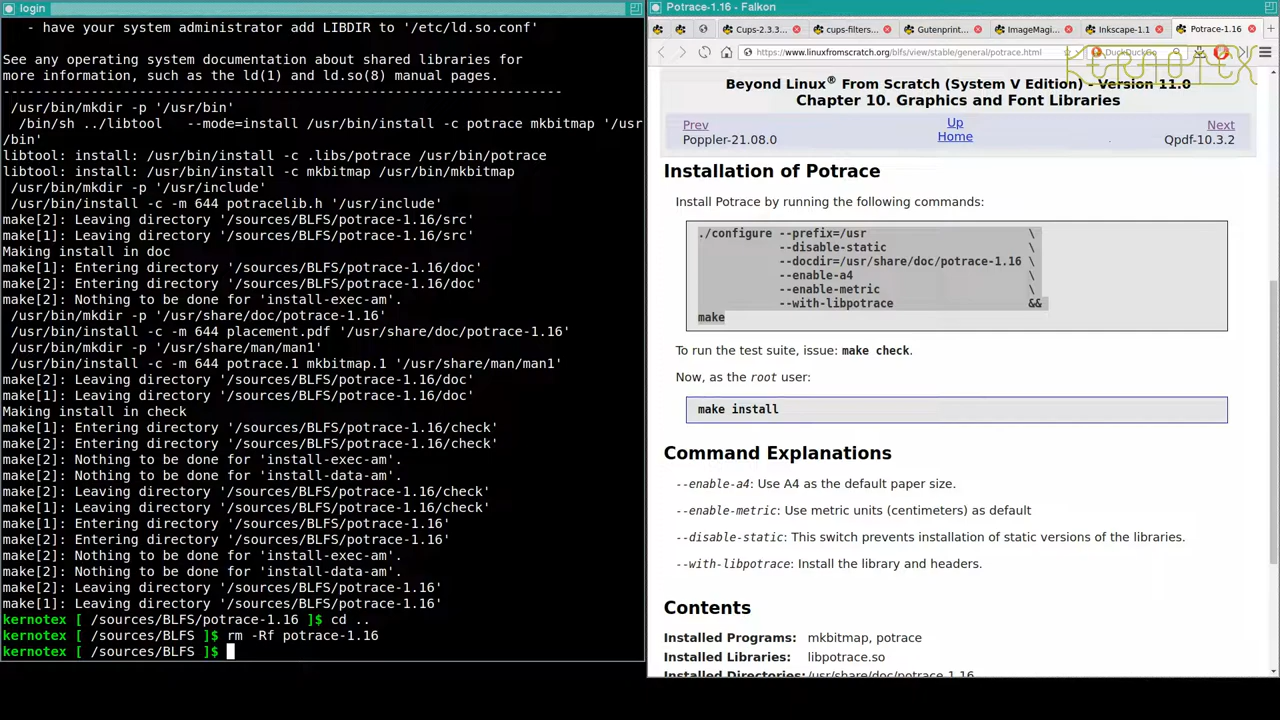 login
- have your system administrator add LIBDIR to '/etc/ld.so.conf'
See any operating system documentation about shared libraries for
more information, such as the ld(1) and ld.so(8) manual pages.
----------------------------------------------------------------------
/usr/bin/mkdir -p '/usr/bin'
/bin/sh ../libtool   --mode=install /usr/bin/install -c potrace mkbitmap '/usr
/bin'
libtool: install: /usr/bin/install -c .libs/potrace /usr/bin/potrace
libtool: install: /usr/bin/install -c mkbitmap /usr/bin/mkbitmap
/usr/bin/mkdir -p '/usr/include'
/usr/bin/install -c -m 644 potracelib.h '/usr/include'
make[2]: Leaving directory '/sources/BLFS/potrace-1.16/src'
make[1]: Leaving directory '/sources/BLFS/potrace-1.16/src'
Making install in doc
make[1]: Entering directory '/sources/BLFS/potrace-1.16/doc'
make[2]: Entering directory '/sources/BLFS/potrace-1.16/doc'
make[2]: Nothing to be done for 'install-exec-am'.
/usr/bin/mkdir -p '/usr/share/doc/potrace-1.16'
/usr/bin/install -c -m 644 placement.pdf '/usr/share/doc/potrace-1.16'
/usr/bin/mkdir -p '/usr/share/man/man1'
/usr/bin/install -c -m 644 potrace.1 mkbitmap.1 '/usr/share/man/man1'
make[2]: Leaving directory '/sources/BLFS/potrace-1.16/doc'
make[1]: Leaving directory '/sources/BLFS/potrace-1.16/doc'
Making install in check
make[1]: Entering directory '/sources/BLFS/potrace-1.16/check'
make[2]: Entering directory '/sources/BLFS/potrace-1.16/check'
make[2]: Nothing to be done for 'install-exec-am'.
make[2]: Nothing to be done for 'install-data-am'.
make[2]: Leaving directory '/sources/BLFS/potrace-1.16/check'
make[1]: Leaving directory '/sources/BLFS/potrace-1.16/check'
make[1]: Entering directory '/sources/BLFS/potrace-1.16'
make[2]: Entering directory '/sources/BLFS/potrace-1.16'
make[2]: Nothing to be done for 'install-exec-am'.
make[2]: Nothing to be done for 'install-data-am'.
make[2]: Leaving directory '/sources/BLFS/potrace-1.16'
make[1]: Leaving directory '/sources/BLFS/potrace-1.16'
kernotex [ /sources/BLFS/potrace-1.16 ]$ cd ..
kernotex [ /sources/BLFS ]$ rm -Rf potrace-1.16
kernotex [ /sources/BLFS ]$
Potrace-1.16 - Falkon
Cups-2.3.3... cups-filters... Gutenprint... ImageMagi... Inkscape-1.1 Potrace-1.16
https://www.linuxfromscratch.org/blfs/view/stable/general/potrace.html DuckDuckGo
KERNOTEX
Beyond Linux® From Scratch (System V Edition) - Version 11.0
Chapter 10. Graphics and Font Libraries
Prev Up Next
Poppler-21.08.0 Home Qpdf-10.3.2
Installation of Potrace
Install Potrace by running the following commands:
./configure --prefix=/usr \
--disable-static \
--docdir=/usr/share/doc/potrace-1.16 \
--enable-a4 \
--enable-metric \
--with-libpotrace &&
make
To run the test suite, issue: make check.
Now, as the root user:
make install
Command Explanations
--enable-a4: Use A4 as the default paper size.
--enable-metric: Use metric units (centimeters) as default
--disable-static: This switch prevents installation of static versions of the libraries.
--with-libpotrace: Install the library and headers.
Contents
Installed Programs: mkbitmap, potrace
Installed Libraries: libpotrace.so
Installed Directories: /usr/share/doc/potrace-1.16